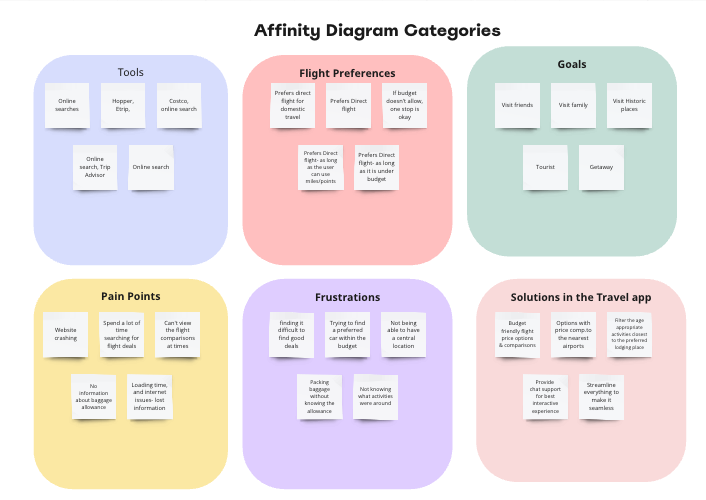 Affinity Diagram Categories
Tools
Online
searches
Hopper,
Etrip,
Costco,
online search
Online
search, Trip
Advisor
Online search
Flight Preferences
Prefers direct
flight for
domestic
travel
Prefers Direct
flight
If budget
doesn't allow,
one stop is
okay
Prefers Direct
flight- as long
as the user
can use
miles/points
Prefers Direct
flight- as long
as it is under
budget
Goals
Visit friends
Visit family
Visit Historic
places
Tourist
Getaway
Pain Points
Website
crashing
Spend a lot of
time
searching for
flight deals
Can't view
the flight
comparisons
at times
No
information
about baggage
allowance
Loading time,
and internet
issues- lost
information
Frustrations
finding it
difficult to
find good
deals
Trying to find
a preferred
car within the
budget
Not being
able to have
a central
location
Packing
baggage
without
knowing the
allowance
Not knowing
what activities
were around
Solutions in the Travel app
Budget
friendly flight
price options
& comparisons
Options with
price comp.to
the nearest
airports
Filter the age
appropriate
activities closest
to the preferred
lodging place
Provide
chat support
for best
interactive
experience
Streamline
everything to
make it
seamless